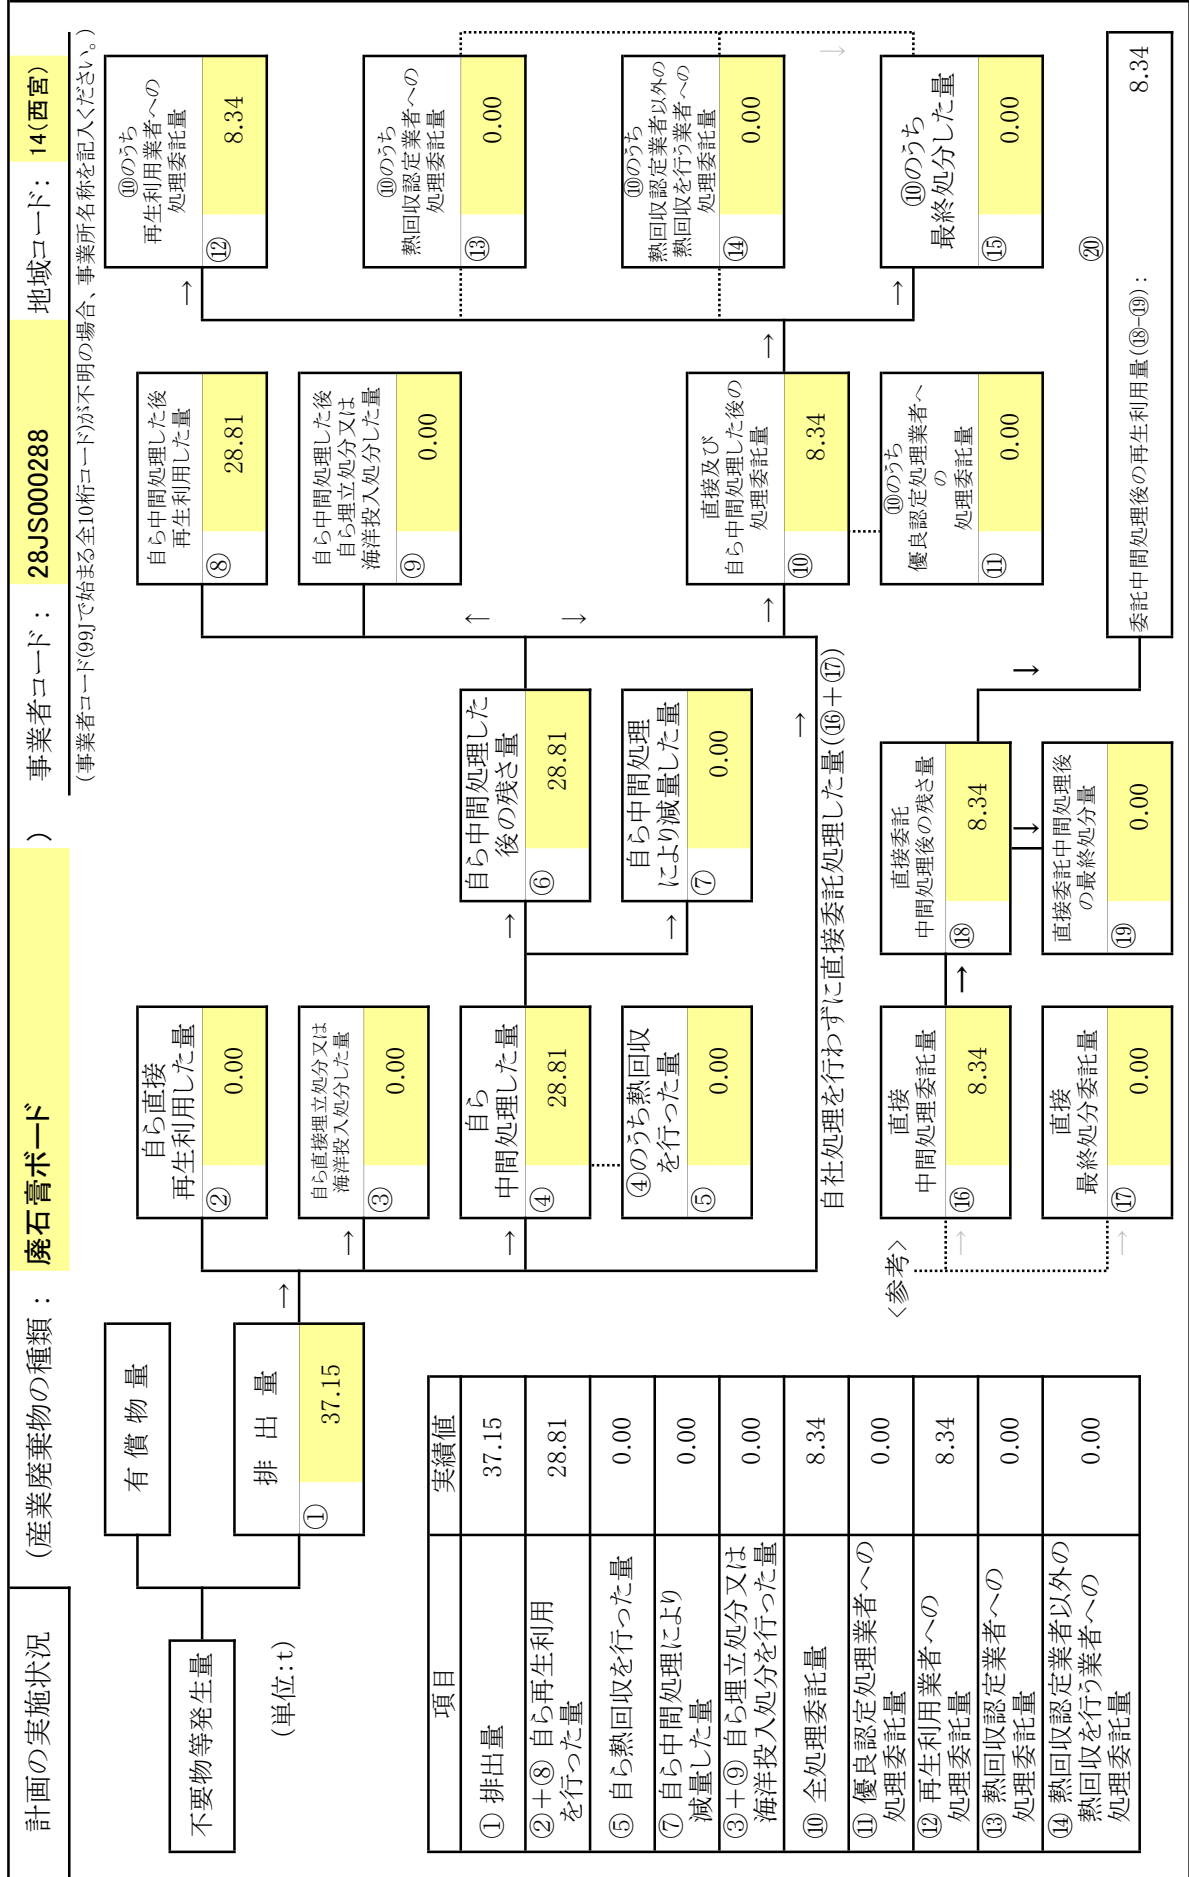 計画の実施状況
(産業廃棄物の種類：
廃石膏ボード
)
事業者コード：
28JS000288
地域コード：
14(西宮)
(事業者コード(99Jで始まる全10桁コード)が不明の場合、事業所名称を記入ください。)
不要物等発生量
(単位:t)
有償物量
排出量
①
37.15
自ら直接
再生利用した量
②
0.00
自ら直接埋立処分又は
海洋投入処分した量
③
0.00
自ら
中間処理した量
④
28.81
④のうち熱回収
を行った量
⑤
0.00
自ら中間処理した
後の残さ量
⑥
28.81
自ら中間処理
により減量した量
⑦
0.00
自ら中間処理した後
再生利用した量
⑧
28.81
自ら中間処理した後
自ら埋立処分又は
海洋投入処分した量
⑨
0.00
直接及び
自ら中間処理した後の
処理委託量
⑩
8.34
⑩のうち
優良認定処理業者へ
の
処理委託量
⑪
0.00
⑩のうち
再生利用業者への
処理委託量
⑫
8.34
⑩のうち
熱回収認定業者への
処理委託量
⑬
0.00
⑩のうち
熱回収認定業者以外の
熱回収を行う業者への
処理委託量
⑭
0.00
⑩のうち
最終処分した量
⑮
0.00
自社処理を行わずに直接委託処理した量(⑯＋⑰)
<参考>
直接
中間処理委託量
⑯
8.34
直接
最終処分委託量
⑰
0.00
直接委託
中間処理後の残さ量
⑱
8.34
直接委託中間処理後
の最終処分量
⑲
0.00
⑳
委託中間処理後の再生利用量(⑱-⑲)：
8.34
項目
実績値
① 排出量
37.15
②＋⑧ 自ら再生利用
を行った量
28.81
⑤ 自ら熱回収を行った量
0.00
⑦ 自ら中間処理により
減量した量
0.00
③＋⑨ 自ら埋立処分又は
海洋投入処分を行った量
0.00
⑩ 全処理委託量
8.34
⑪ 優良認定処理業者への
処理委託量
0.00
⑫ 再生利用業者への
処理委託量
8.34
⑬ 熱回収認定業者への
処理委託量
0.00
⑭ 熱回収認定業者以外の
熱回収を行う業者への
処理委託量
0.00